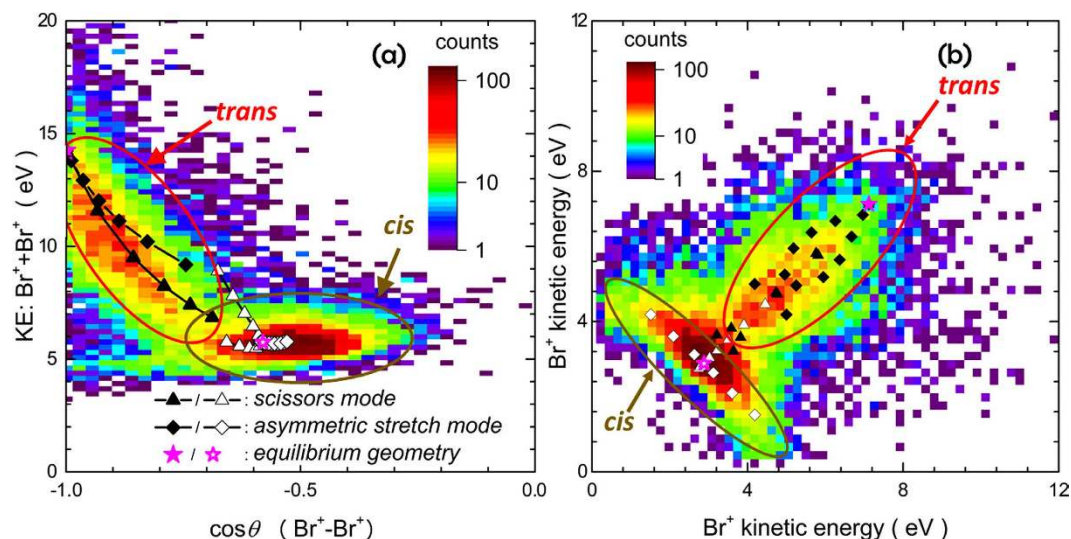 20
15
10
5
0
KE: Br⁺+Br⁺ ( eV)
counts
100
10
1
(a)
trans
cis
▲/△: scissors mode
◆/◇: asymmetric stretch mode
★/☆: equilibrium geometry
-1.0 -0.5 0.0
cosθ ( Br⁺-Br⁺ )
12
8
4
0
Br⁺ kinetic energy ( eV)
counts
100
10
1
(b)
trans
cis
0 4 8 12
Br⁺ kinetic energy ( eV )